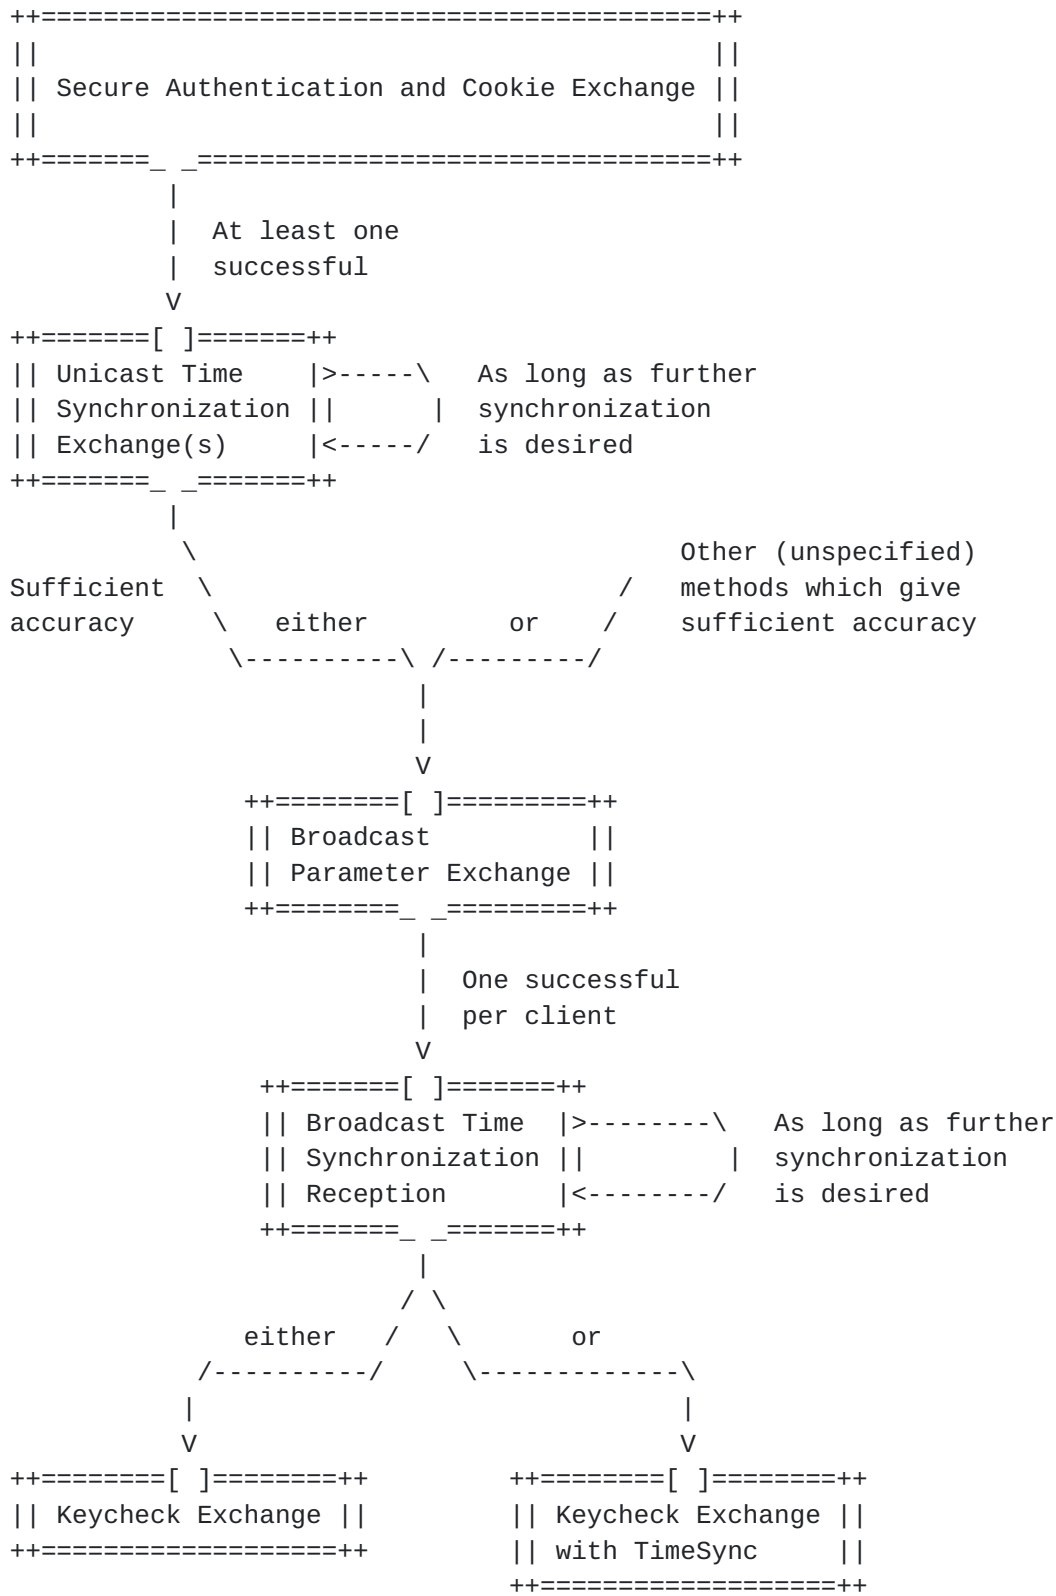 ++===========================================++
||                                           ||
|| Secure Authentication and Cookie Exchange ||
||                                           ||
++=======_ _=================================++
          |
          |  At least one
          |  successful
          V
++=======[ ]=======++
|| Unicast Time    |>-----\   As long as further
|| Synchronization ||      |  synchronization
|| Exchange(s)     |<-----/   is desired
++=======_ _=======++
          |
           \                               Other (unspecified)
Sufficient  \                          /   methods which give
accuracy     \   either         or    /    sufficient accuracy
              \----------\ /---------/
                          |
                          |
                          V
               ++========[ ]=========++
               || Broadcast          ||
               || Parameter Exchange ||
               ++========_ _=========++
                          |
                          |  One successful
                          |  per client
                          V
                ++=======[ ]=======++
                || Broadcast Time  |>--------\   As long as further
                || Synchronization ||         |  synchronization
                || Reception       |<--------/   is desired
                ++=======_ _=======++
                          |
                         / \
               either   /   \       or
            /----------/     \-------------\
           |                               |
           V                               V
++========[ ]========++         ++========[ ]========++
|| Keycheck Exchange ||         || Keycheck Exchange ||
++===================++         || with TimeSync     ||
                                ++===================++